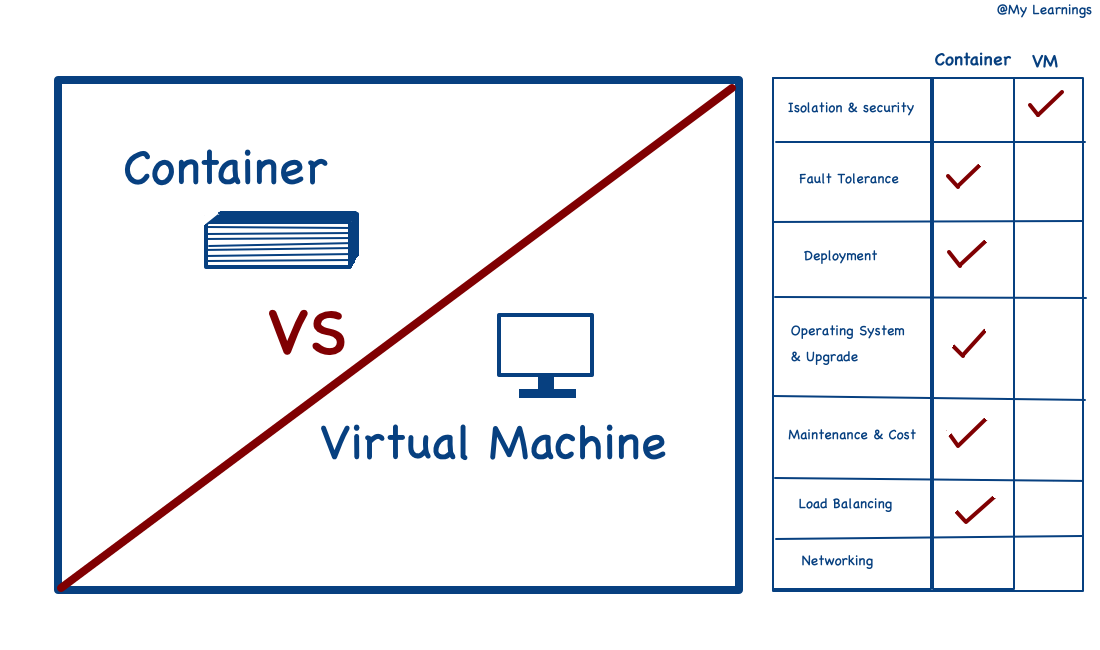 @My Learnings
Container
VS
Virtual Machine
Container VM
Isolation & security
Fault Tolerance
Deployment
Operating System
& Upgrade
Maintenance & Cost
Load Balancing
Networking